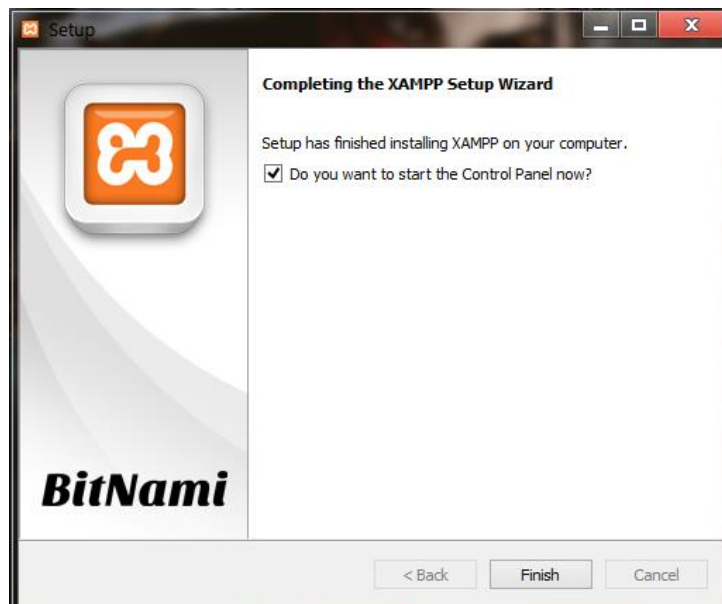 Setup
Completing the XAMPP Setup Wizard
Setup has finished installing XAMPP on your computer.
Do you want to start the Control Panel now?
BitNami
< Back
Finish
Cancel